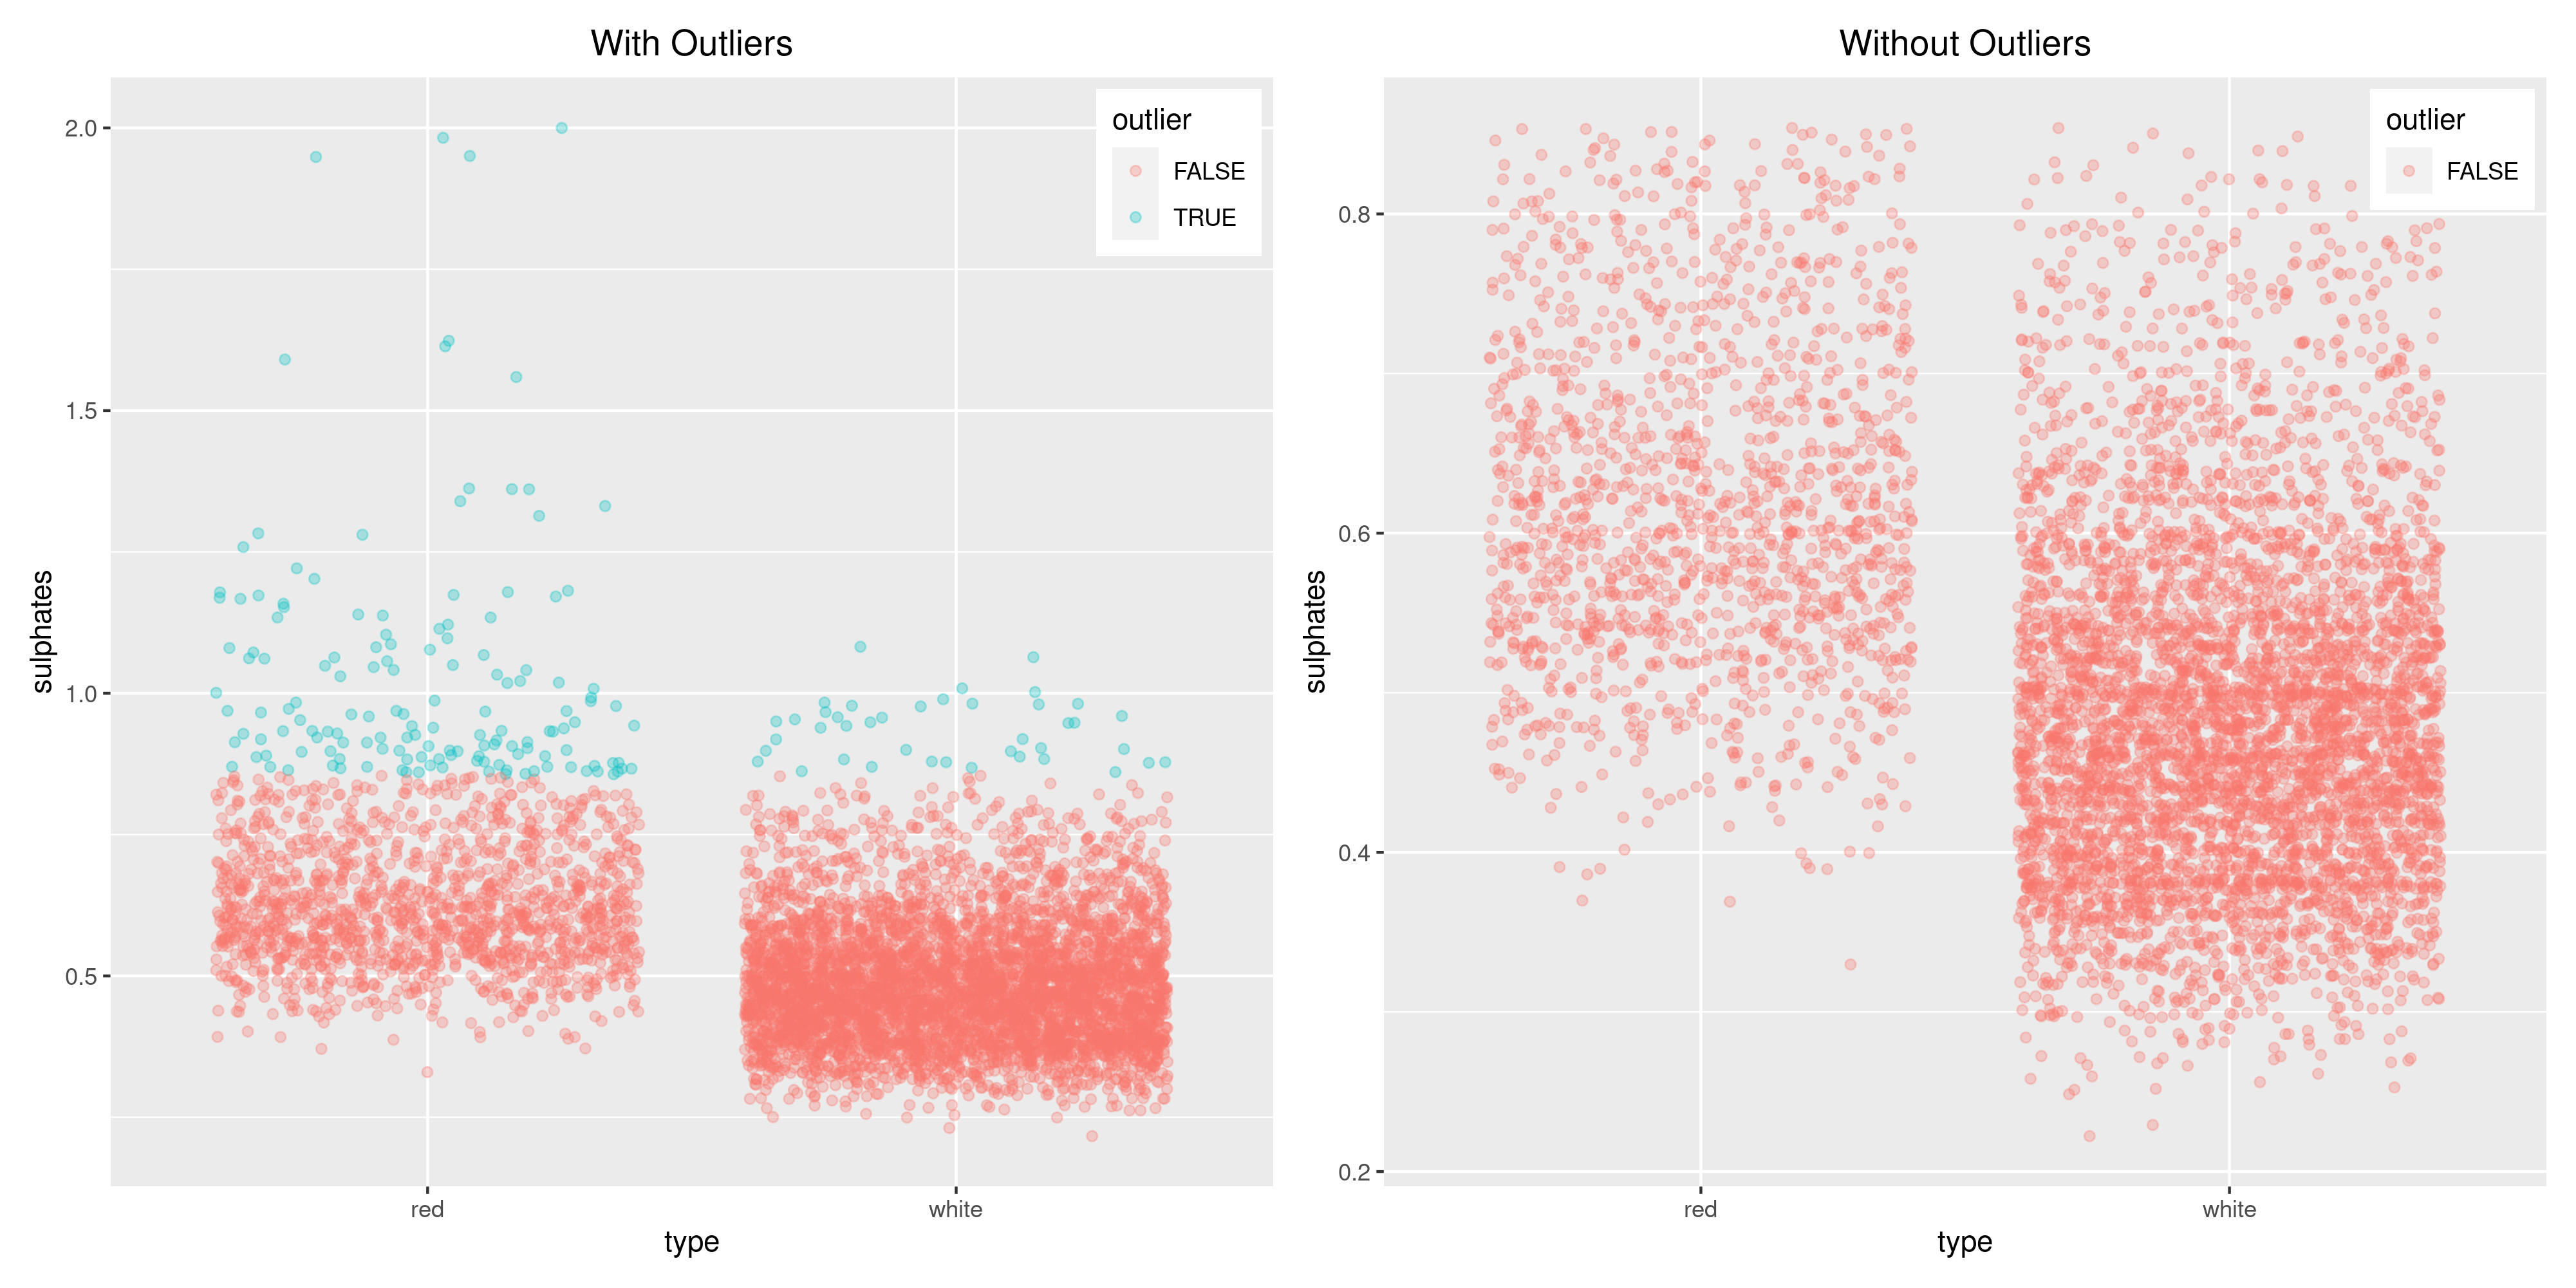 With Outliers
outlier
FALSE
TRUE
2.0
1.5
1.0
0.5
sulphates
red
white
type
Without Outliers
outlier
FALSE
0.8
0.6
0.4
0.2
sulphates
red
white
type